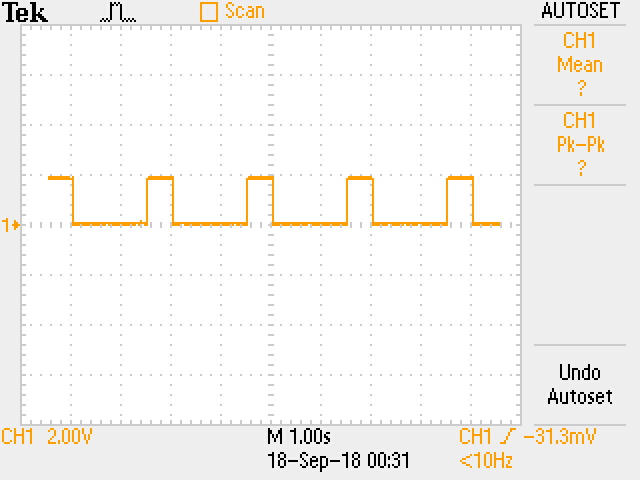 Tek
Scan
AUTOSET
CH1
Mean
?
CH1
Pk-Pk
?
1
Undo
Autoset
CH1 2.00V
M 1.00s
CH1
-31.3mV
18-Sep-18 00:31
<10Hz